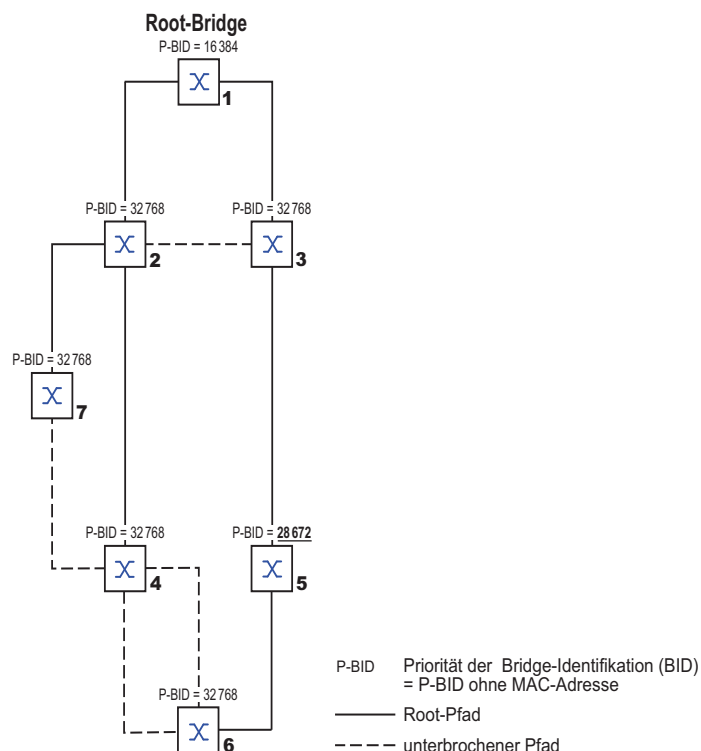 Root-Bridge
P-BID = 16 384
1
P-BID = 32 768
P-BID = 32 768
2
3
P-BID = 32 768
7
P-BID = 32 768
P-BID = 28 672
4
5
P-BID = 32 768
6
P-BID Priorität der Bridge-Identifikation (BID)
= P-BID ohne MAC-Adresse
Root-Pfad
unterbrochener Pfad